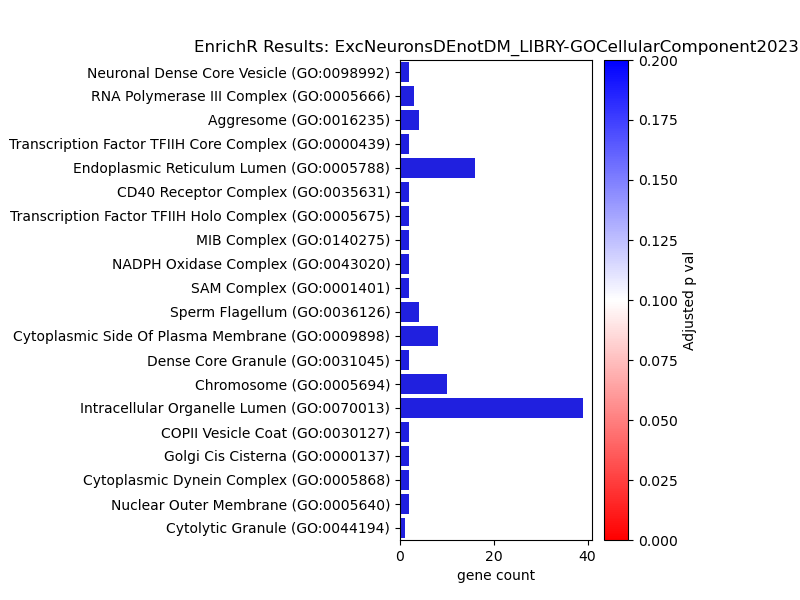 EnrichR Results: ExcNeuronsDEnotDM_LIBRY-GOCellularComponent2023
Neuronal Dense Core Vesicle (GO:0098992)
RNA Polymerase III Complex (GO:0005666)
Aggresome (GO:0016235)
Transcription Factor TFIIH Core Complex (GO:0000439)
Endoplasmic Reticulum Lumen (GO:0005788)
CD40 Receptor Complex (GO:0035631)
Transcription Factor TFIIH Holo Complex (GO:0005675)
MIB Complex (GO:0140275)
NADPH Oxidase Complex (GO:0043020)
SAM Complex (GO:0001401)
Sperm Flagellum (GO:0036126)
Cytoplasmic Side Of Plasma Membrane (GO:0009898)
Dense Core Granule (GO:0031045)
Chromosome (GO:0005694)
Intracellular Organelle Lumen (GO:0070013)
COPII Vesicle Coat (GO:0030127)
Golgi Cis Cisterna (GO:0000137)
Cytoplasmic Dynein Complex (GO:0005868)
Nuclear Outer Membrane (GO:0005640)
Cytolytic Granule (GO:0044194)
0 20 40
gene count
0.200
0.175
0.150
0.125
0.100
0.075
0.050
0.025
0.000
Adjusted p val